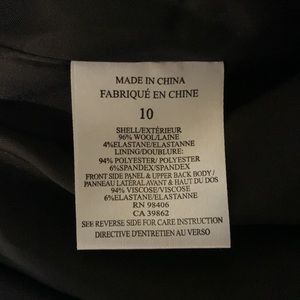 MADE IN CHINA
FABRIQUÉ EN CHINE
10
SHELL/EXTÉRIEUR
96% WOOL/LAINE
4%ELASTANE/ELASTANNE
LINING/DOUBLURE:
94% POLYESTER/POLYESTER
6%SPANDEX/SPANDEX
FRONT SIDE PANEL & UPPER BACK BODY/
PANNEAU LATERAL AVANT & HAUT DU DOS
94% VISCOSE/VISCOSE
6%ELASTANE/ELASTANNE
RN 98406
CA 39862
SEE REVERSE SIDE FOR CARE INSTRUCTION
DIRECTIVE D'ENTRETIEN AU VERSO